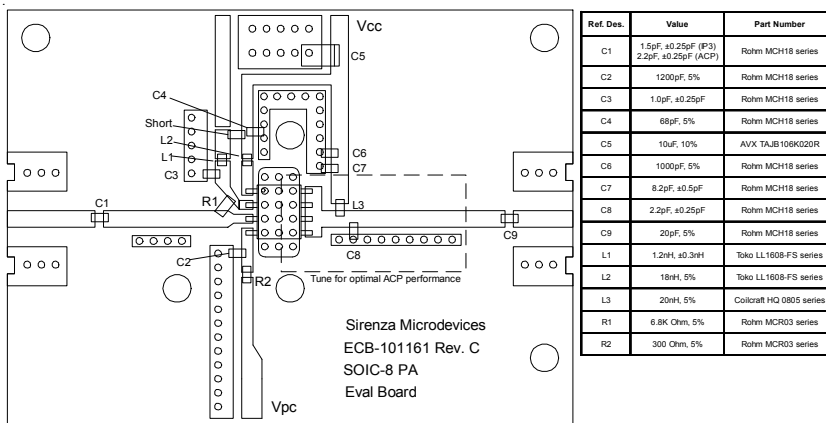 Vcc
C5
C4
Short
L2
L1
C3
C6
C7
C1
R1
L3
C9
C8
C2
R2
Tune for optimal ACP performance
Sirenza Microdevices
ECB-101161 Rev. C
SOIC-8 PA
Eval Board
Vpc
Ref. Des. Value Part Number
C1 1.5pF, ±0.25pF (IP3) 2.2pF, ±0.25pF (ACP) Rohm MCH18 series
C2 1200pF, 5% Rohm MCH18 series
C3 1.0pF, ±0.25pF Rohm MCH18 series
C4 68pF, 5% Rohm MCH18 series
C5 10uF, 10% AVX TAJB106K020R
C6 1000pF, 5% Rohm MCH18 series
C7 8.2pF, ±0.5pF Rohm MCH18 series
C8 2.2pF, ±0.25pF Rohm MCH18 series
C9 20pF, 5% Rohm MCH18 series
L1 1.2nH, ±0.3nH Toko LL1608-FS series
L2 18nH, 5% Toko LL1608-FS series
L3 20nH, 5% Coilcraft HQ 0805 series
R1 6.8K Ohm, 5% Rohm MCR03 series
R2 300 Ohm, 5% Rohm MCR03 series